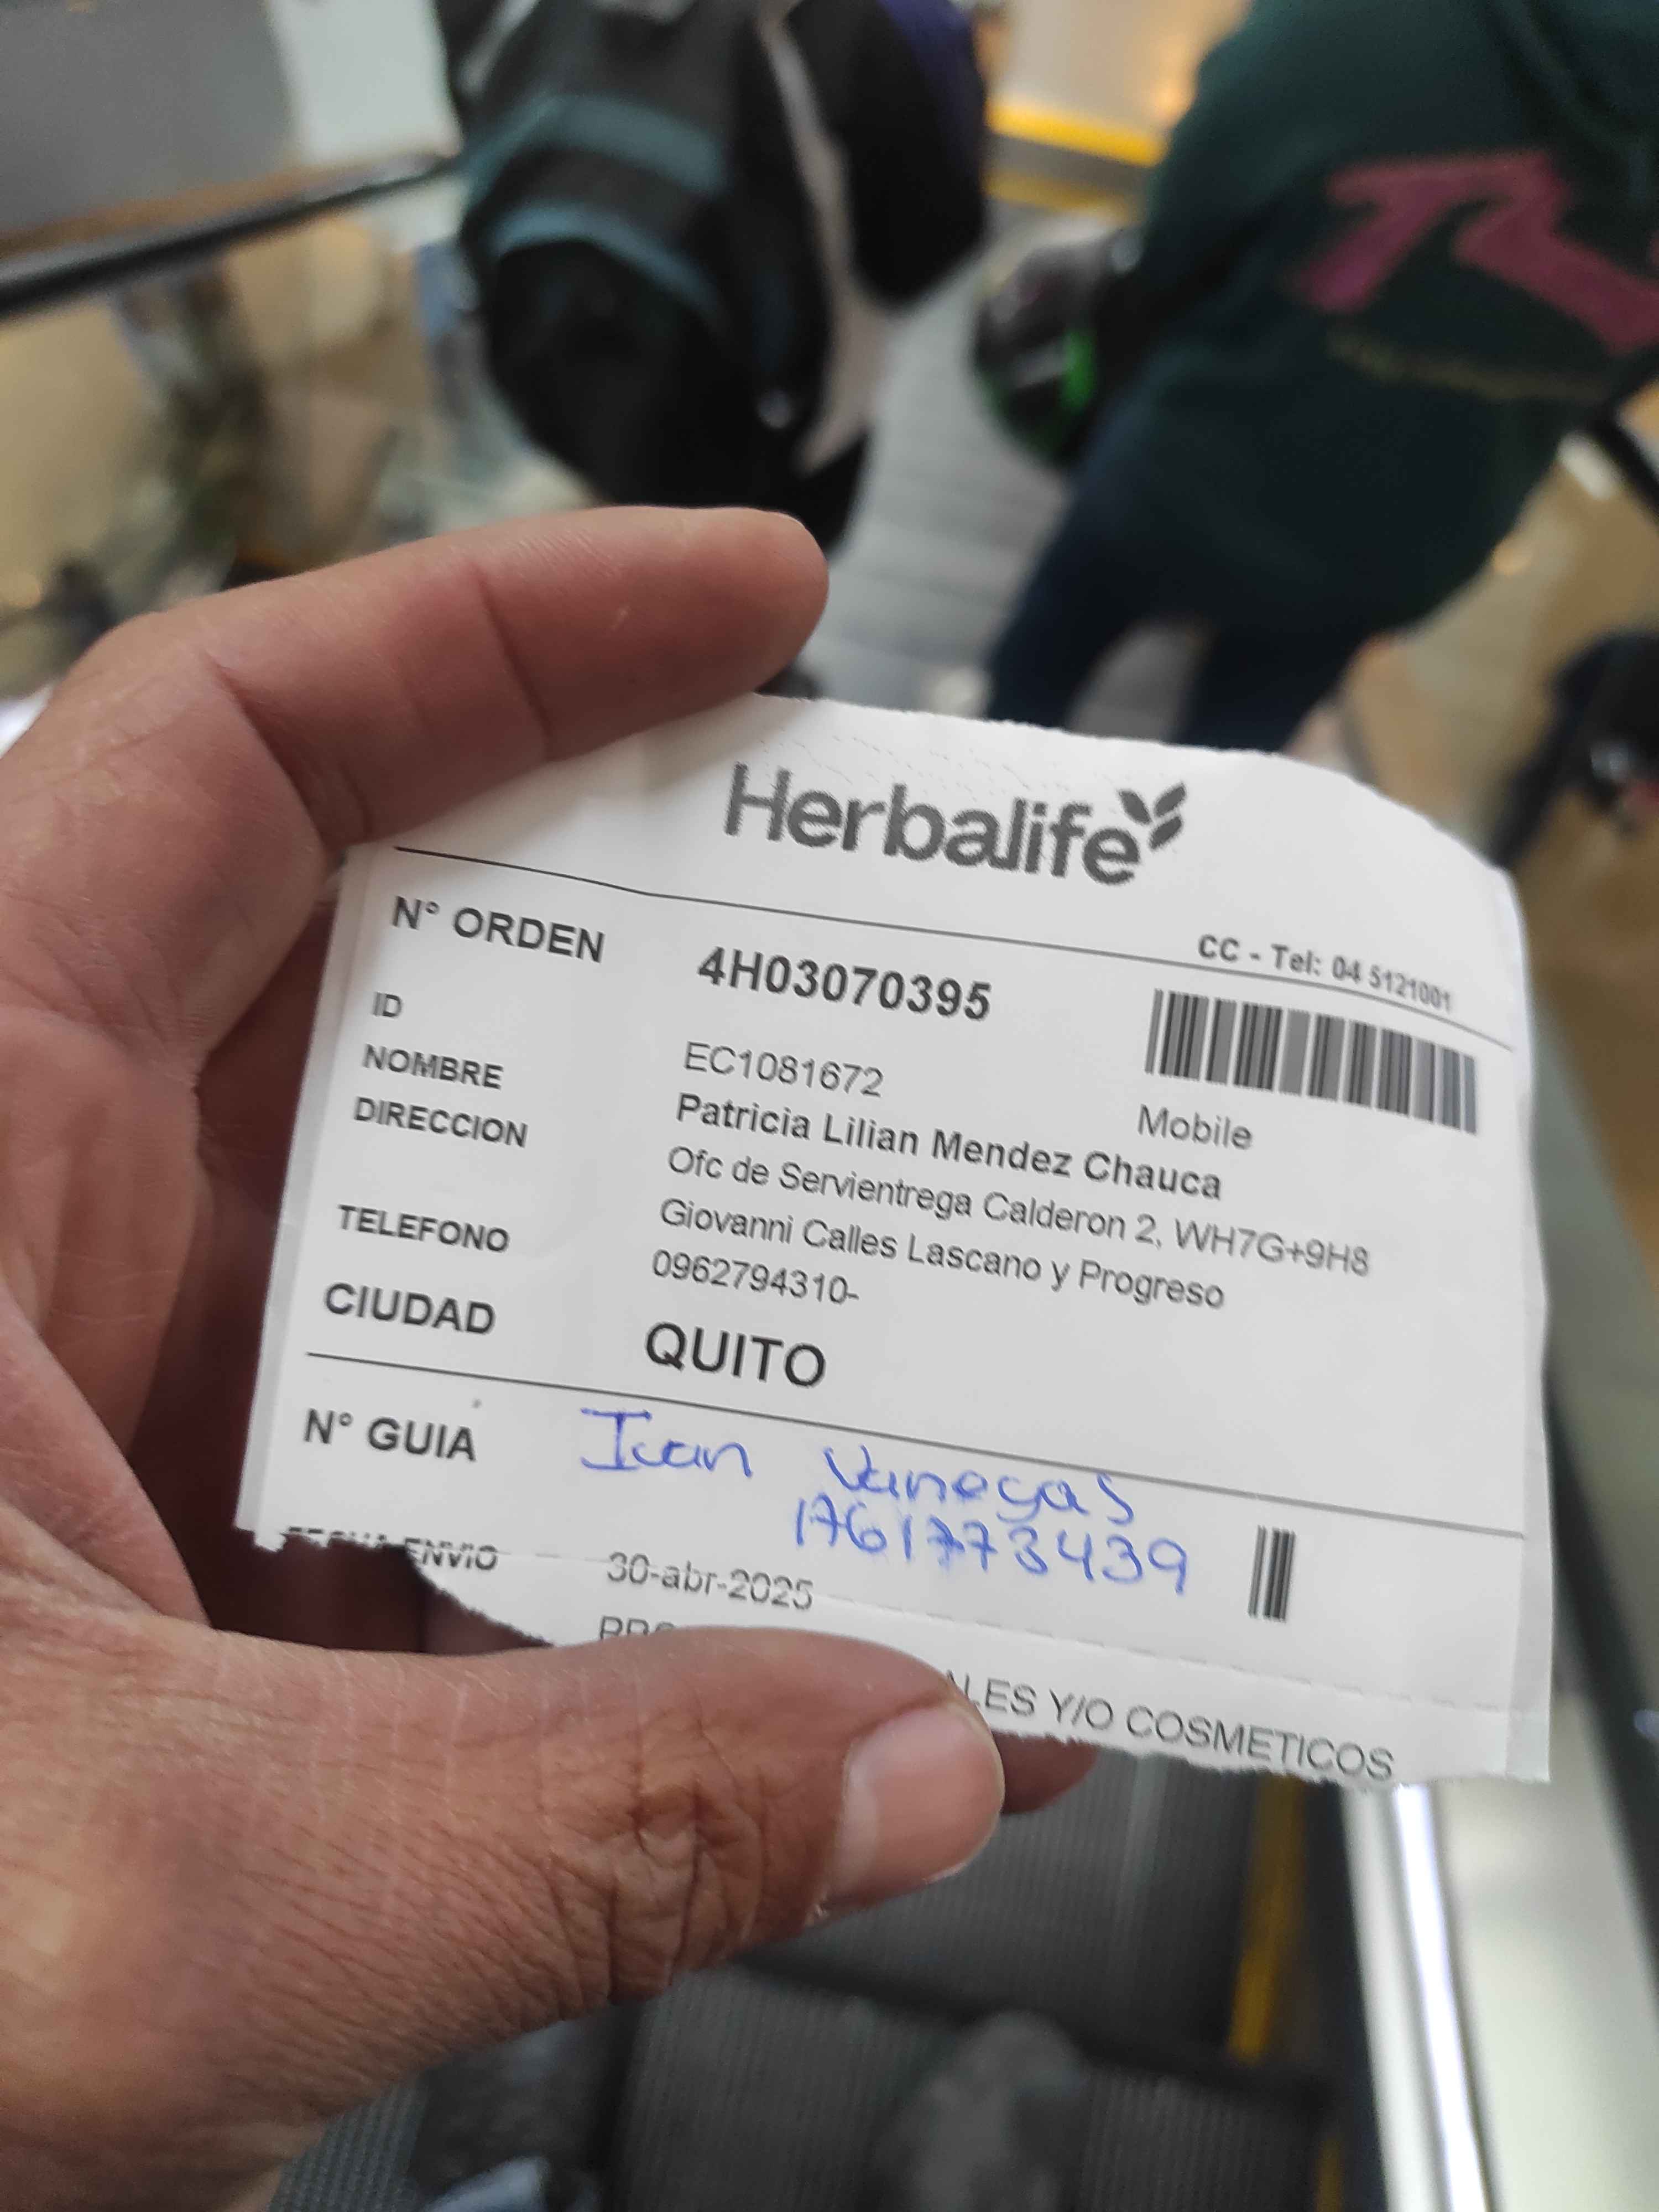 Herbalife
CC - Tel: 04 5121001
N° ORDEN 4H03070395
ID EC1081672 Mobile
NOMBRE Patricia Lilian Mendez Chauca
DIRECCION Ofc de Servientrega Calderon 2, WH7G+9H8
Giovanni Calles Lascano y Progreso
TELEFONO 0962794310-
CIUDAD QUITO
N° GUIA Ivan Vanegas
1761773439
ENVIO 30-abr-2025
Y/O COSMETICOS